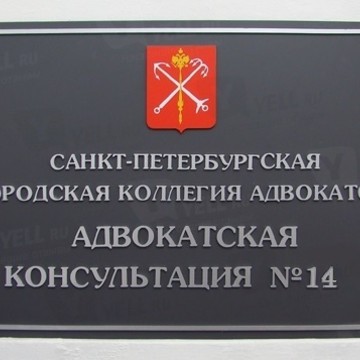 САНКТ-ПЕТЕРБУРГСКАЯ
ОРОДСКАЯ КОЛЛЕГИЯ АДВОКАТО
АДВОКАТСКАЯ
КОНСУЛЬТАЦИЯ №14